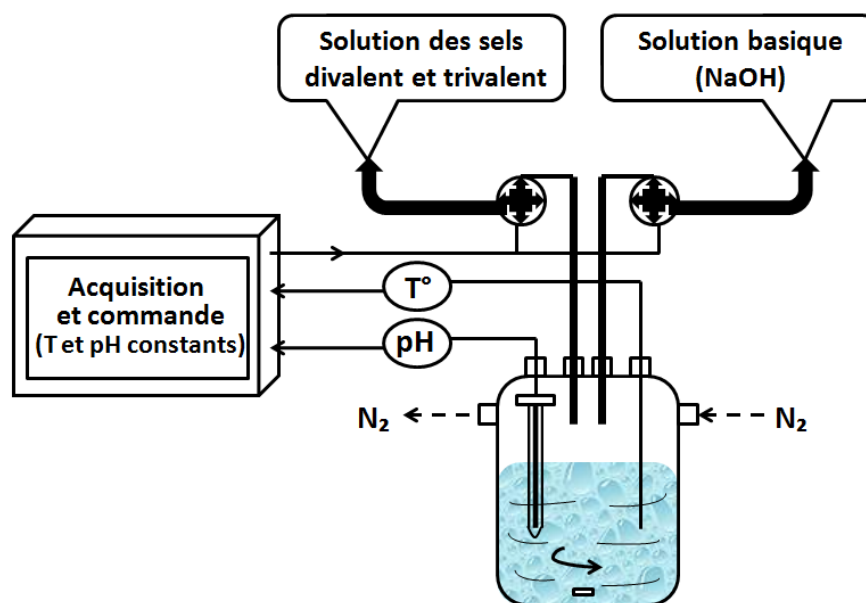 Solution des sels
divalent et trivalent
Solution basique
(NaOH)
Acquisition
et commande
(T et pH constants)
T°
pH
N₂
N₂